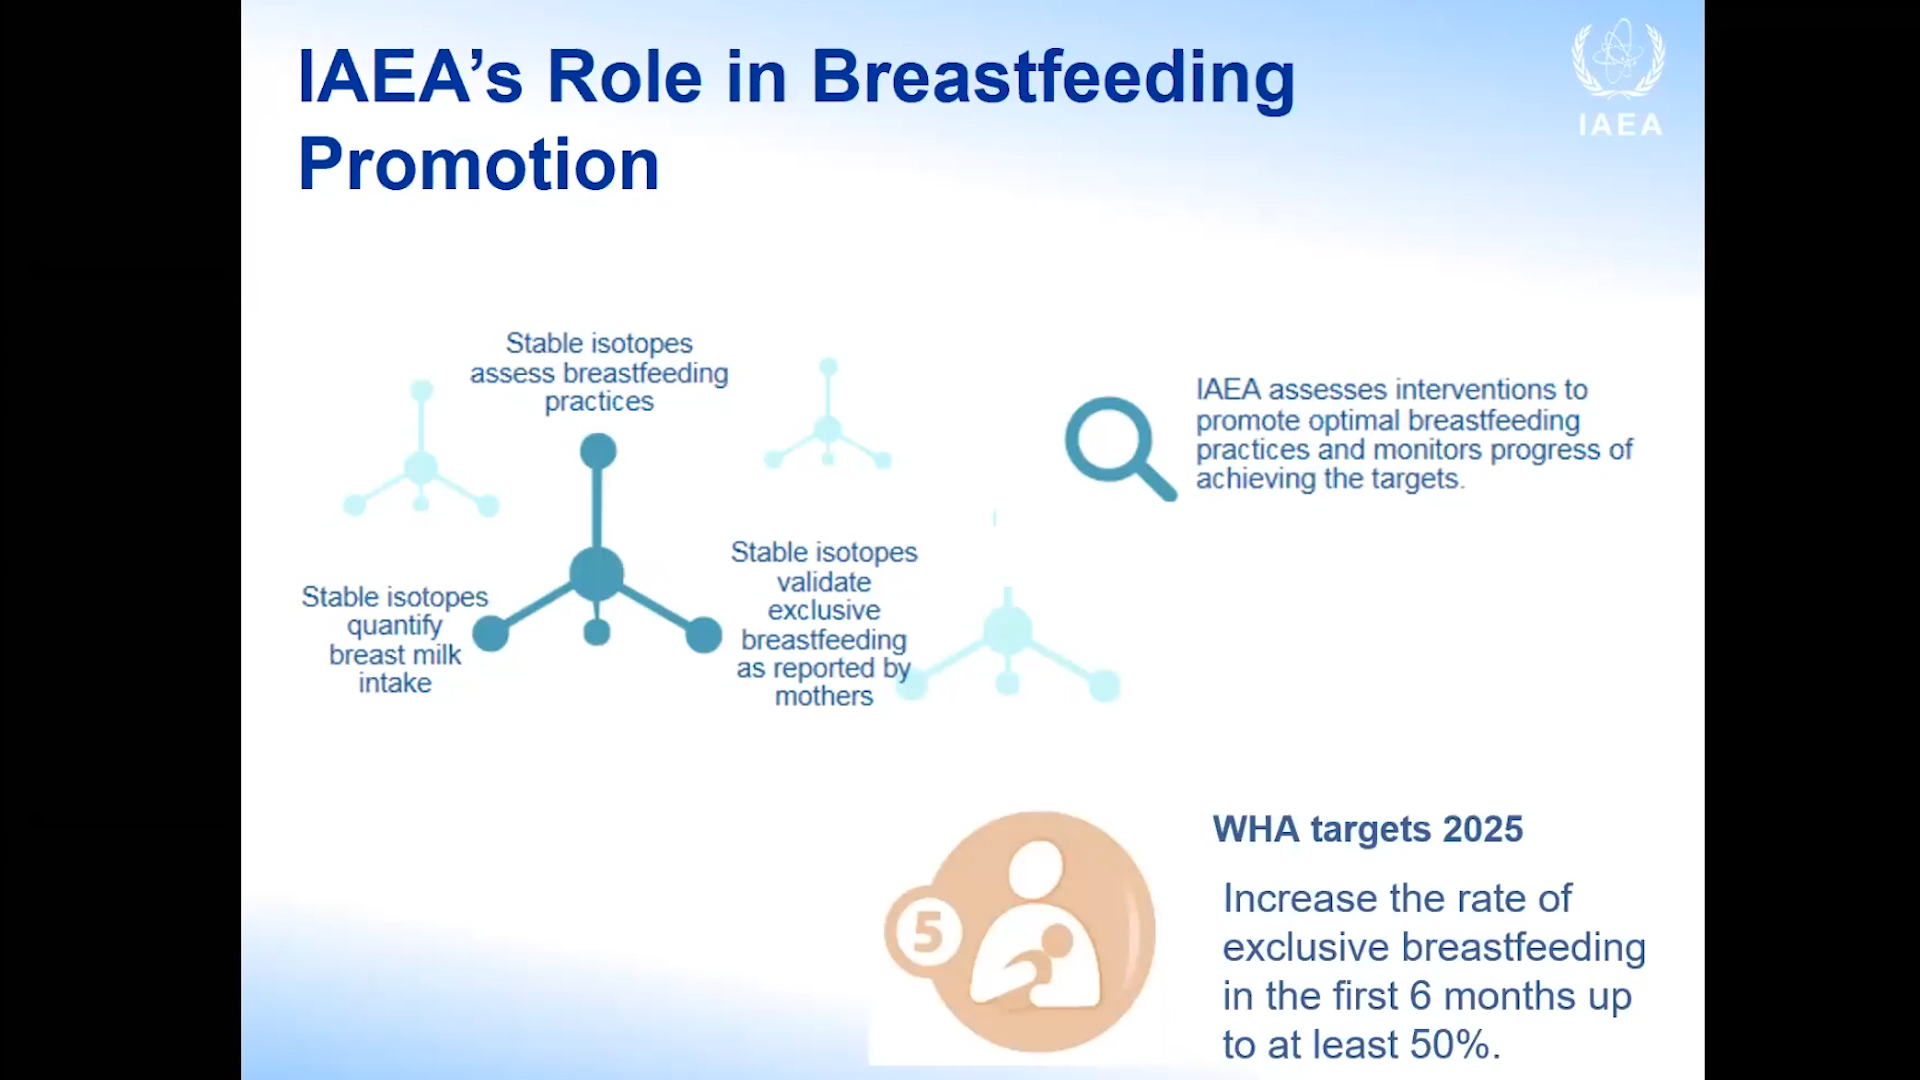 IAEA's Role in Breastfeeding
Promotion
IAEA
Stable isotopes
assess breastfeeding
practices
Stable isotopes
quantify
breast milk
intake
Stable isotopes
validate
exclusive
breastfeeding
as reported by
mothers
IAEA assesses interventions to
promote optimal breastfeeding
practices and monitors progress of
achieving the targets.
5
WHA targets 2025
Increase the rate of
exclusive breastfeeding
in the first 6 months up
to at least 50%.